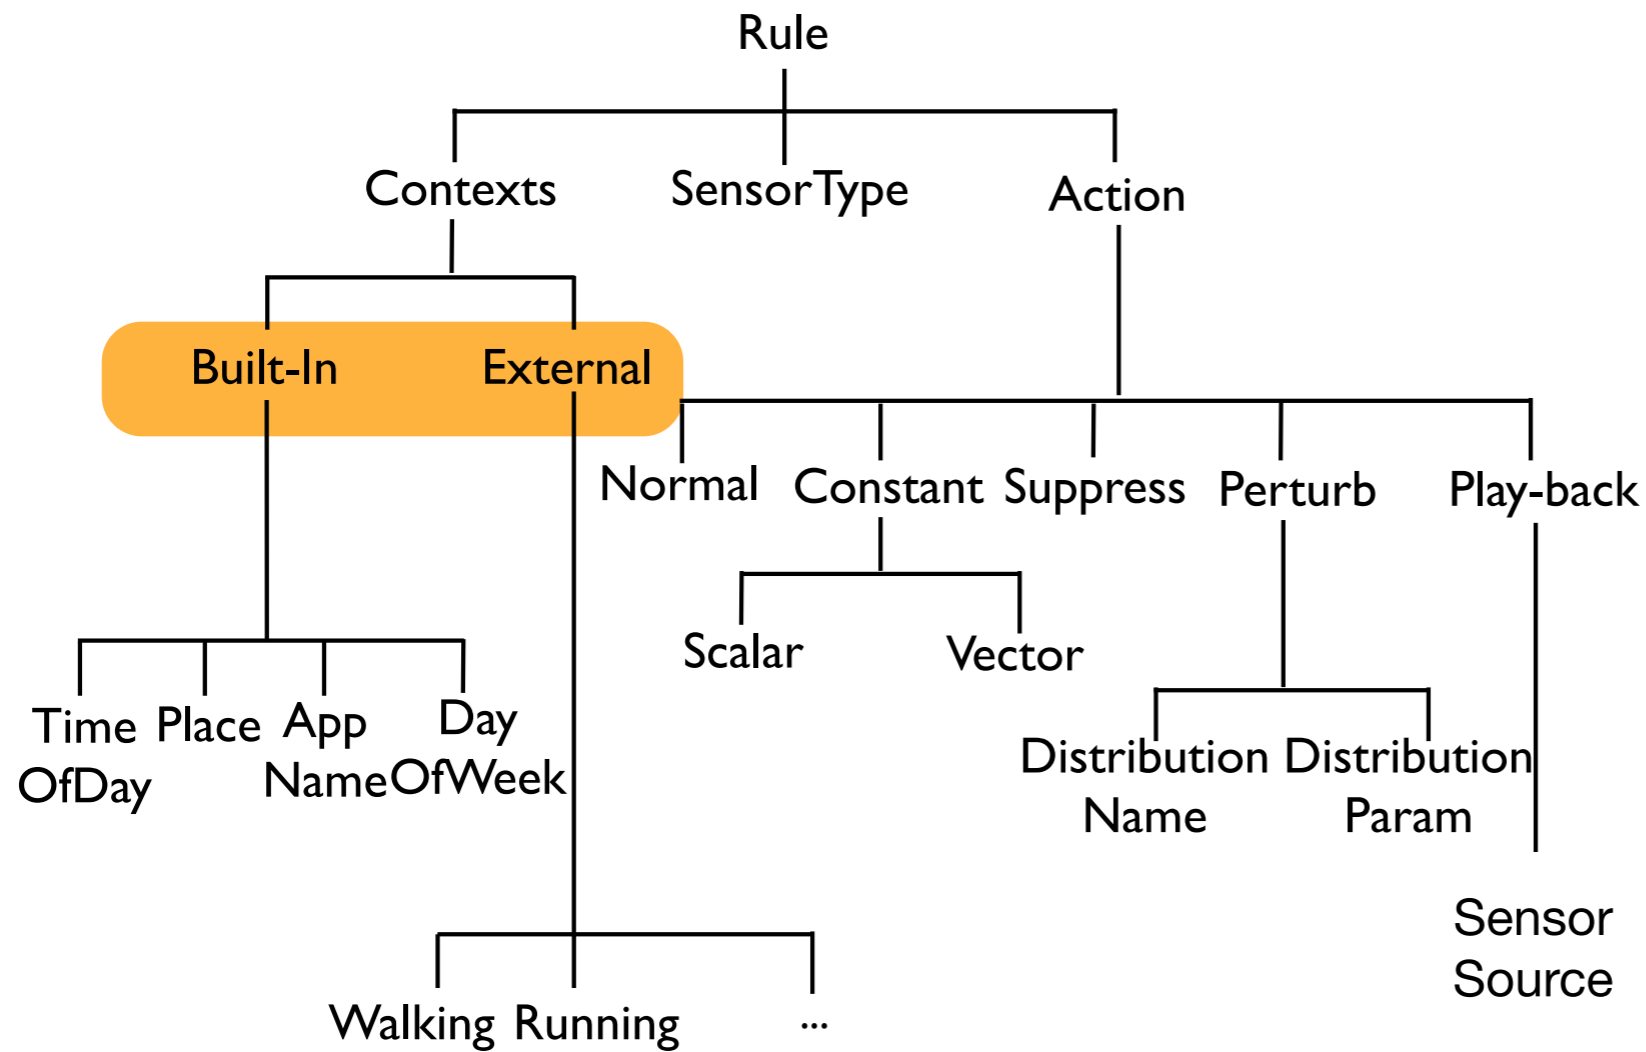 Rule
Contexts
SensorType
Action
Built-In
External
Normal
Constant
Suppress
Perturb
Play-back
Scalar
Vector
Time
OfDay
Place
App
Name
Day
OfWeek
Distribution
Name
Distribution
Param
Sensor
Source
Walking
Running
...